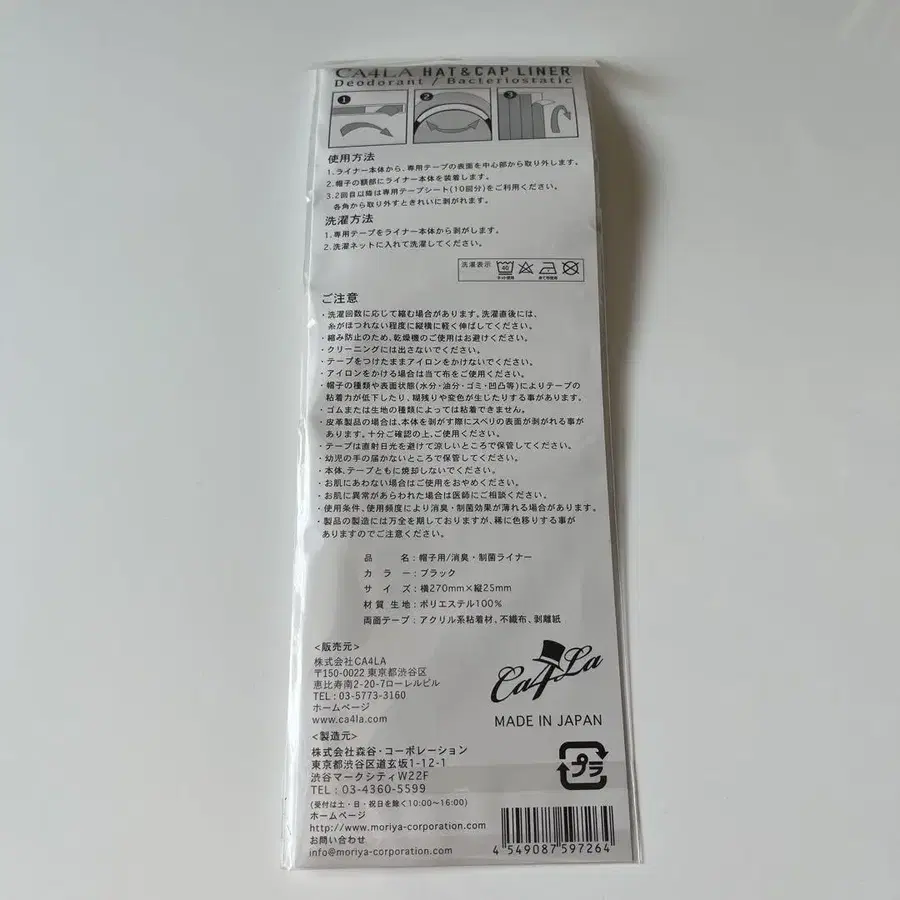 CA4LA HAT&CAP LINER
Deodorant / Bacteriostatic
1 2 3
使用方法
1.ライナー本体から、専用テープの表面を中心部から取り外します。
2.帽子の額部にライナー本体を装着します。
3.2回目以降は専用テープシート(10回分)をご利用ください。
各角から取り外すときれいに剥がれます。
洗濯方法
1.専用テープをライナー本体から剥がします。
2.洗濯ネットに入れて洗濯してください。
洗濯表示 40
ネット使用 あて布使用
ご注意
・洗濯回数に応じて縮む場合があります。洗濯直後には、
糸がほつれない程度に縦横に軽く伸ばしてください。
・縮み防止のため、乾燥機のご使用はお避けください。
・クリーニングには出さないでください。
・テープをつけたままアイロンをかけないでください。
・アイロンをかける場合は当て布をご使用ください。
・帽子の種類や表面状態(水分・油分・ゴミ・凹凸等)によりテープの
粘着力が低下したり、糊残りや変色が生じたりする事があります。
・ゴムまたは生地の種類によっては粘着できません。
・皮革製品の場合は、本体を剥がす際にスベリの表面が剥がれる事が
あります。十分ご確認の上、ご使用ください。
・テープは直射日光を避けて涼しいところで保管してください。
・幼児の手の届かないところで保管してください。
・本体、テープともに焼却しないでください。
・お肌にあわない場合はご使用をおやめください。
・お肌に異常があらわれた場合は医師にご相談ください。
・使用条件、使用頻度により消臭・制菌効果が薄れる場合があります。
・製品の製造には万全を期しておりますが、稀に色移りする事が
ありますのでご注意ください。
品 名：帽子用/消臭・制菌ライナー
カラー：ブラック
サイズ：横270mm×縦25mm
材質 生地：ポリエステル100%
両面テープ：アクリル系粘着材、不織布、剥離紙
<販売元>
株式会社CA4LA
〒150-0022 東京都渋谷区
恵比寿南2-20-7ローレルビル
TEL：03-5773-3160
ホームページ
www.ca4la.com
Ca4La
MADE IN JAPAN
<製造元>
株式会社森谷・コーポレーション
東京都渋谷区道玄坂1-12-1
渋谷マークシティW22F
TEL：03-4360-5599
(受付は土・日・祝日を除く10:00～16:00)
ホームページ
http://www.moriya-corporation.com
お問い合わせ
info@moriya-corporation.com
プラ
4 549087 597264